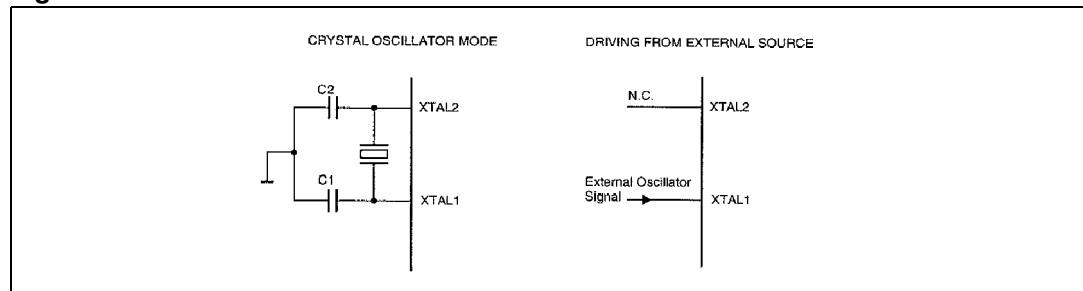 CRYSTAL OSCILLATOR MODE
C2
XTAL2
C1
XTAL1
DRIVING FROM EXTERNAL SOURCE
N.C.
XTAL2
External Oscillator
Signal
XTAL1